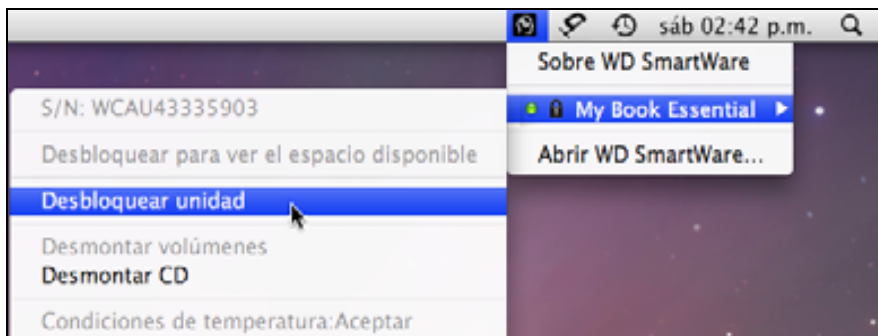 sáb 02:42 p.m.
Sobre WD SmartWare
My Book Essential
Abrir WD SmartWare...
S/N: WCAU43335903
Desbloquear para ver el espacio disponible
Desbloquear unidad
Desmontar volúmenes
Desmontar CD
Condiciones de temperatura:Aceptar